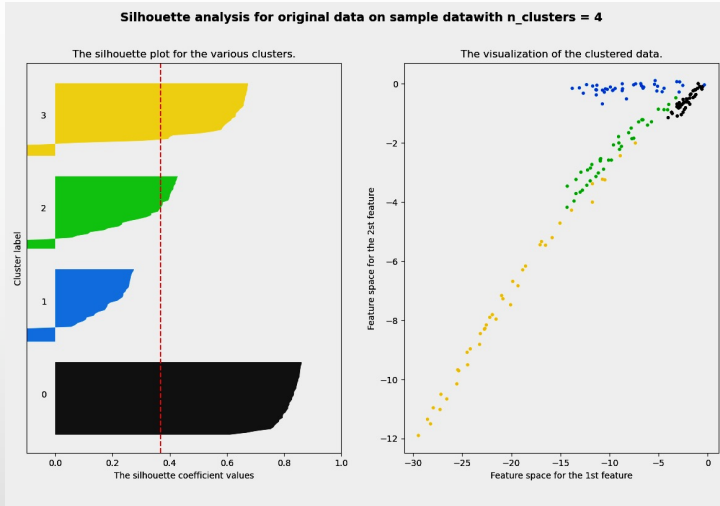 Silhouette analysis for original data on sample datawith n_clusters = 4
The silhouette plot for the various clusters.
Cluster label
3
2
1
0
0.0 0.2 0.4 0.6 0.8 1.0
The silhouette coefficient values
The visualization of the clustered data.
Feature space for the 2st feature
0
−2
−4
−6
−8
−10
−12
−30 −25 −20 −15 −10 −5 0
Feature space for the 1st feature